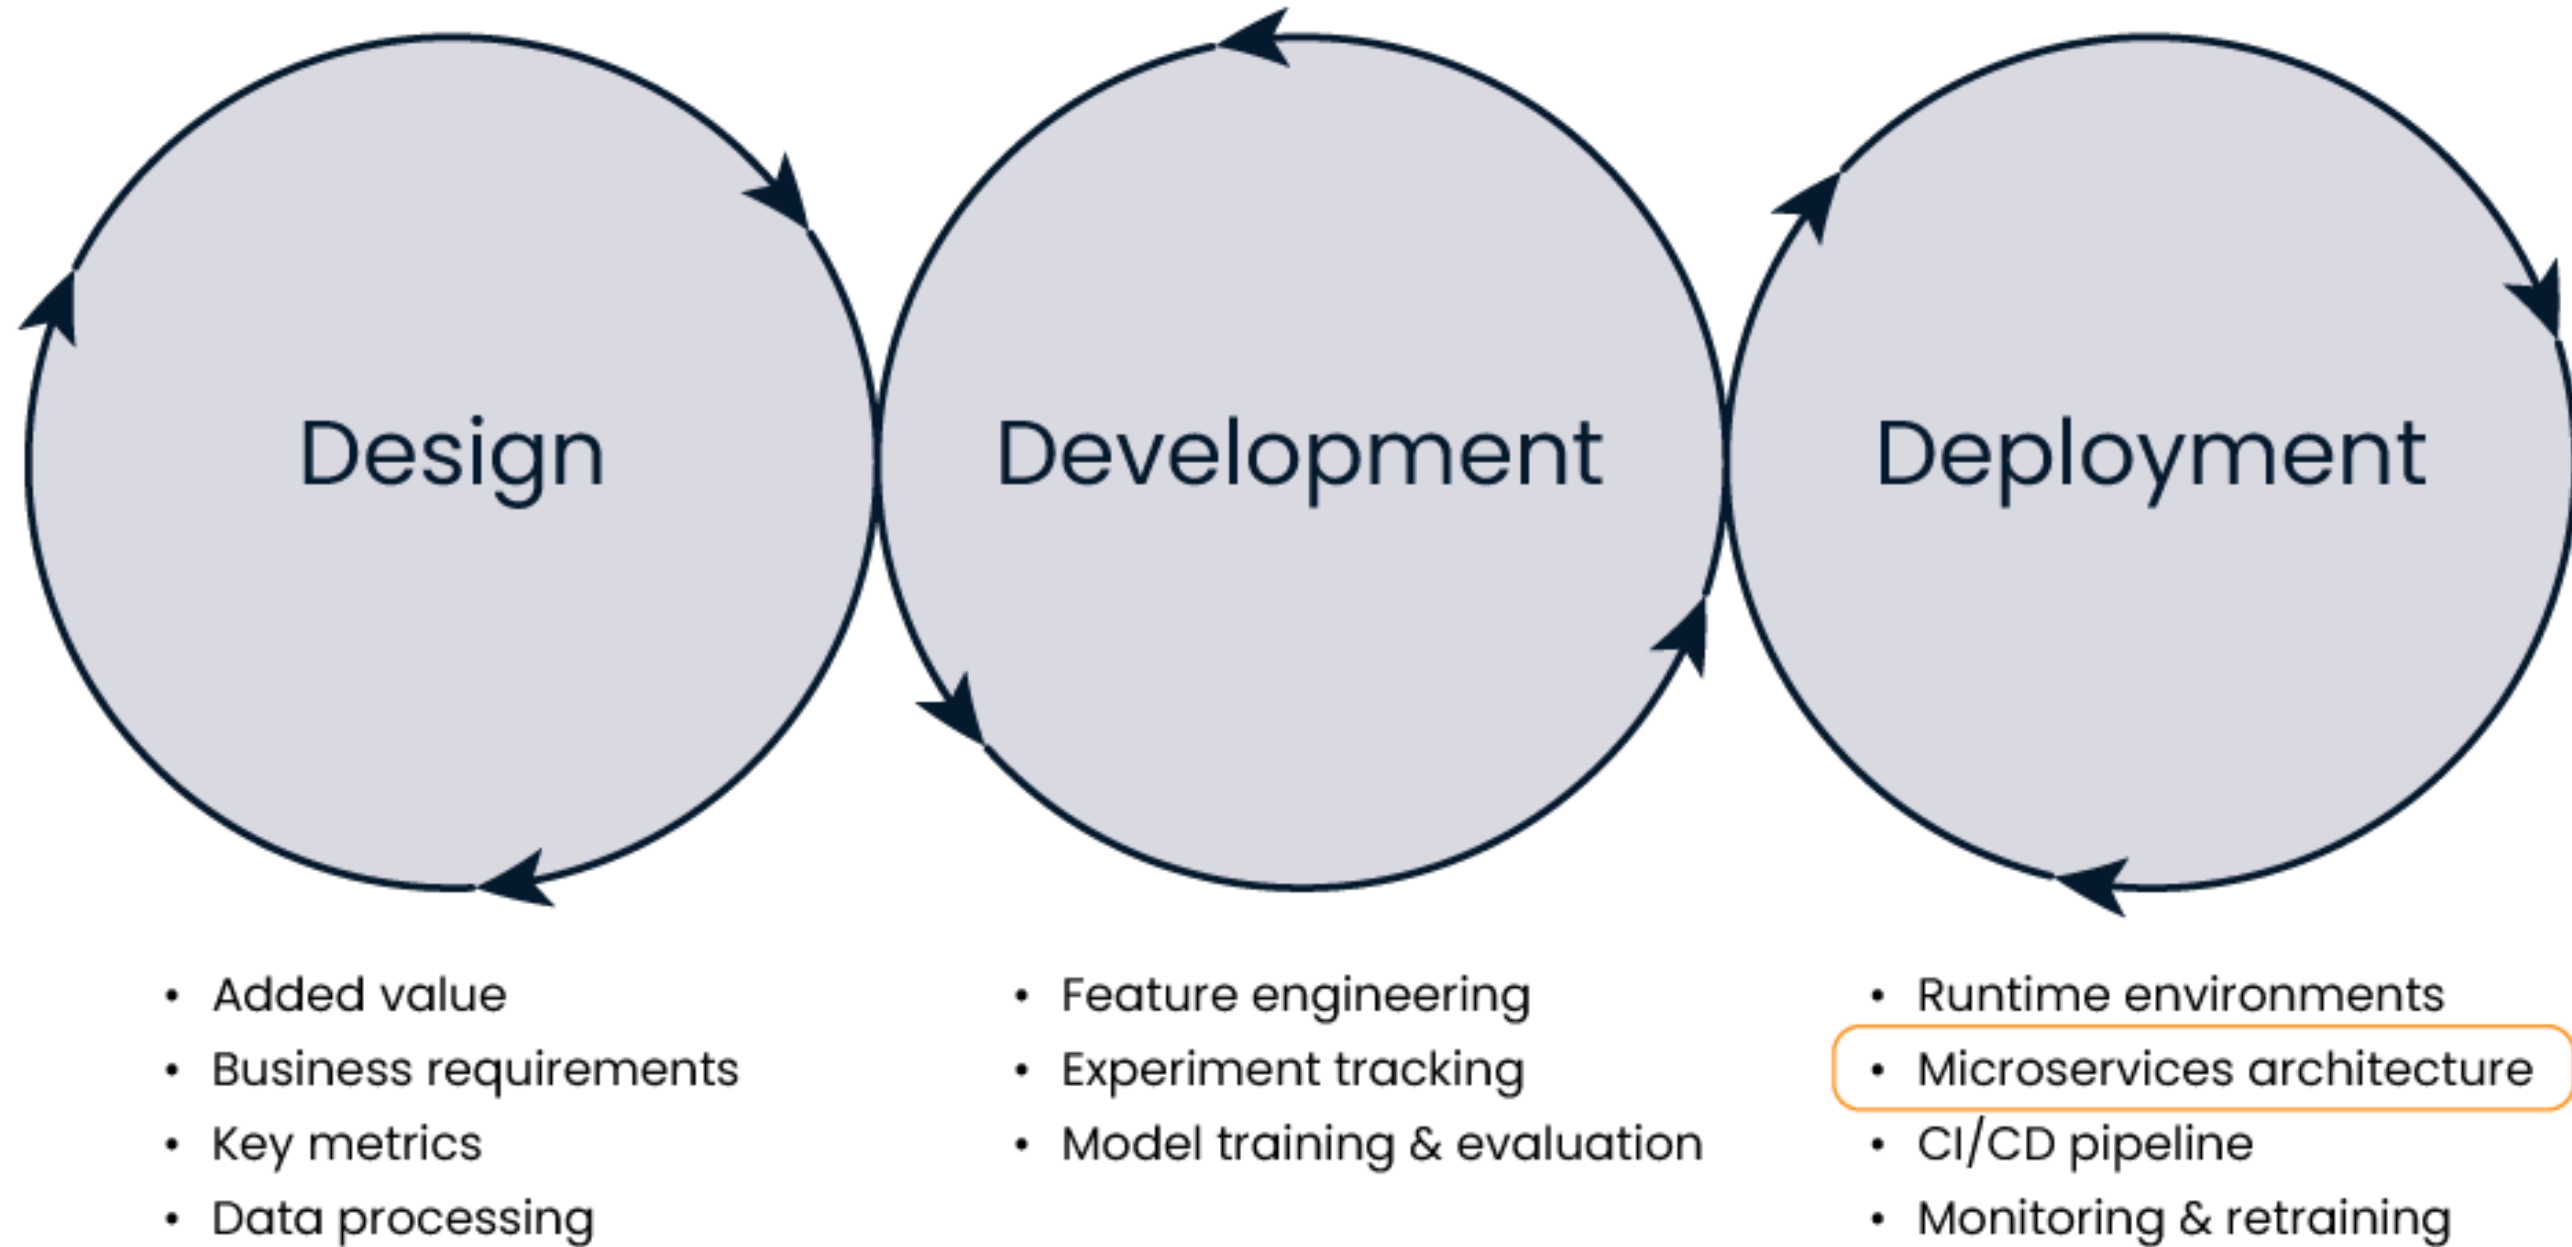 Design
Development
Deployment
• Added value
• Business requirements
• Key metrics
• Data processing
• Feature engineering
• Experiment tracking
• Model training & evaluation
• Runtime environments
• Microservices architecture
• CI/CD pipeline
• Monitoring & retraining